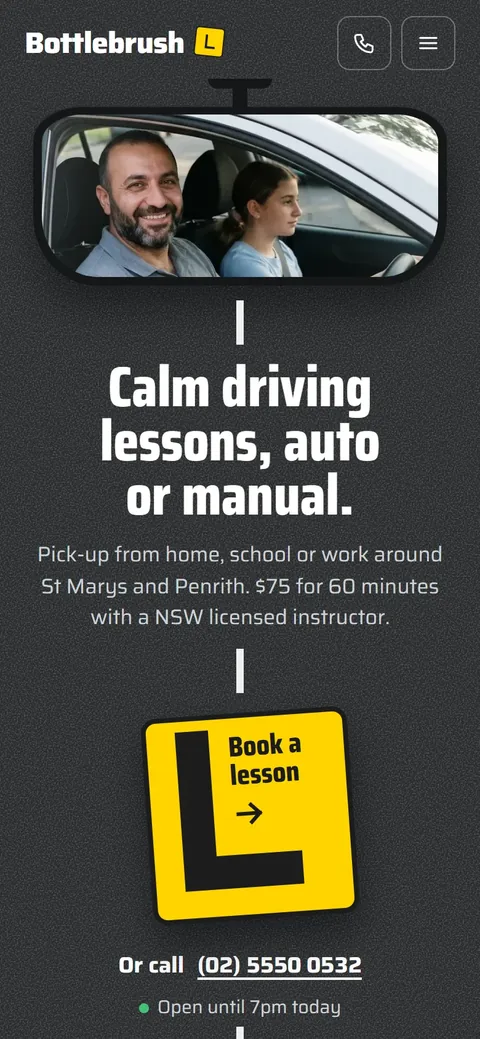 Bottlebrush L
Calm driving
lessons, auto
or manual.
Pick-up from home, school or work around
St Marys and Penrith. $75 for 60 minutes
with a NSW licensed instructor.
L
Book a
lesson
→
Or call (02) 5550 0532
Open until 7pm today